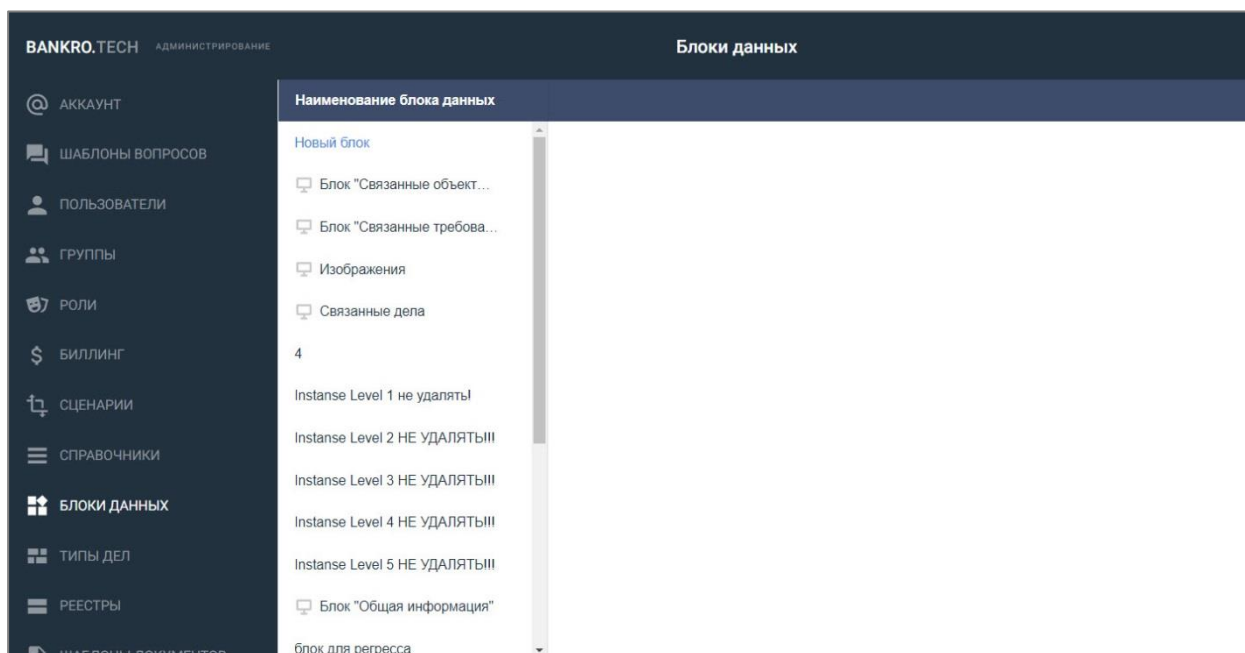 BANKRO.TECH АДМИНИСТРИРОВАНИЕ
Блоки данных
АККАУНТ
ШАБЛОНЫ ВОПРОСОВ
ПОЛЬЗОВАТЕЛИ
ГРУППЫ
РОЛИ
БИЛЛИНГ
СЦЕНАРИИ
СПРАВОЧНИКИ
БЛОКИ ДАННЫХ
ТИПЫ ДЕЛ
РЕЕСТРЫ
ШАБЛОНЫ ДОКУМЕНТОВ
Наименование блока данных
Новый блок
Блок "Связанные объект...
Блок "Связанные требова...
Изображения
Связанные дела
4
Instanse Level 1 не удалять!
Instanse Level 2 НЕ УДАЛЯТЬ!!!
Instanse Level 3 НЕ УДАЛЯТЬ!!!
Instanse Level 4 НЕ УДАЛЯТЬ!!!
Instanse Level 5 НЕ УДАЛЯТЬ!!!
Блок "Общая информация"
блок для регресса